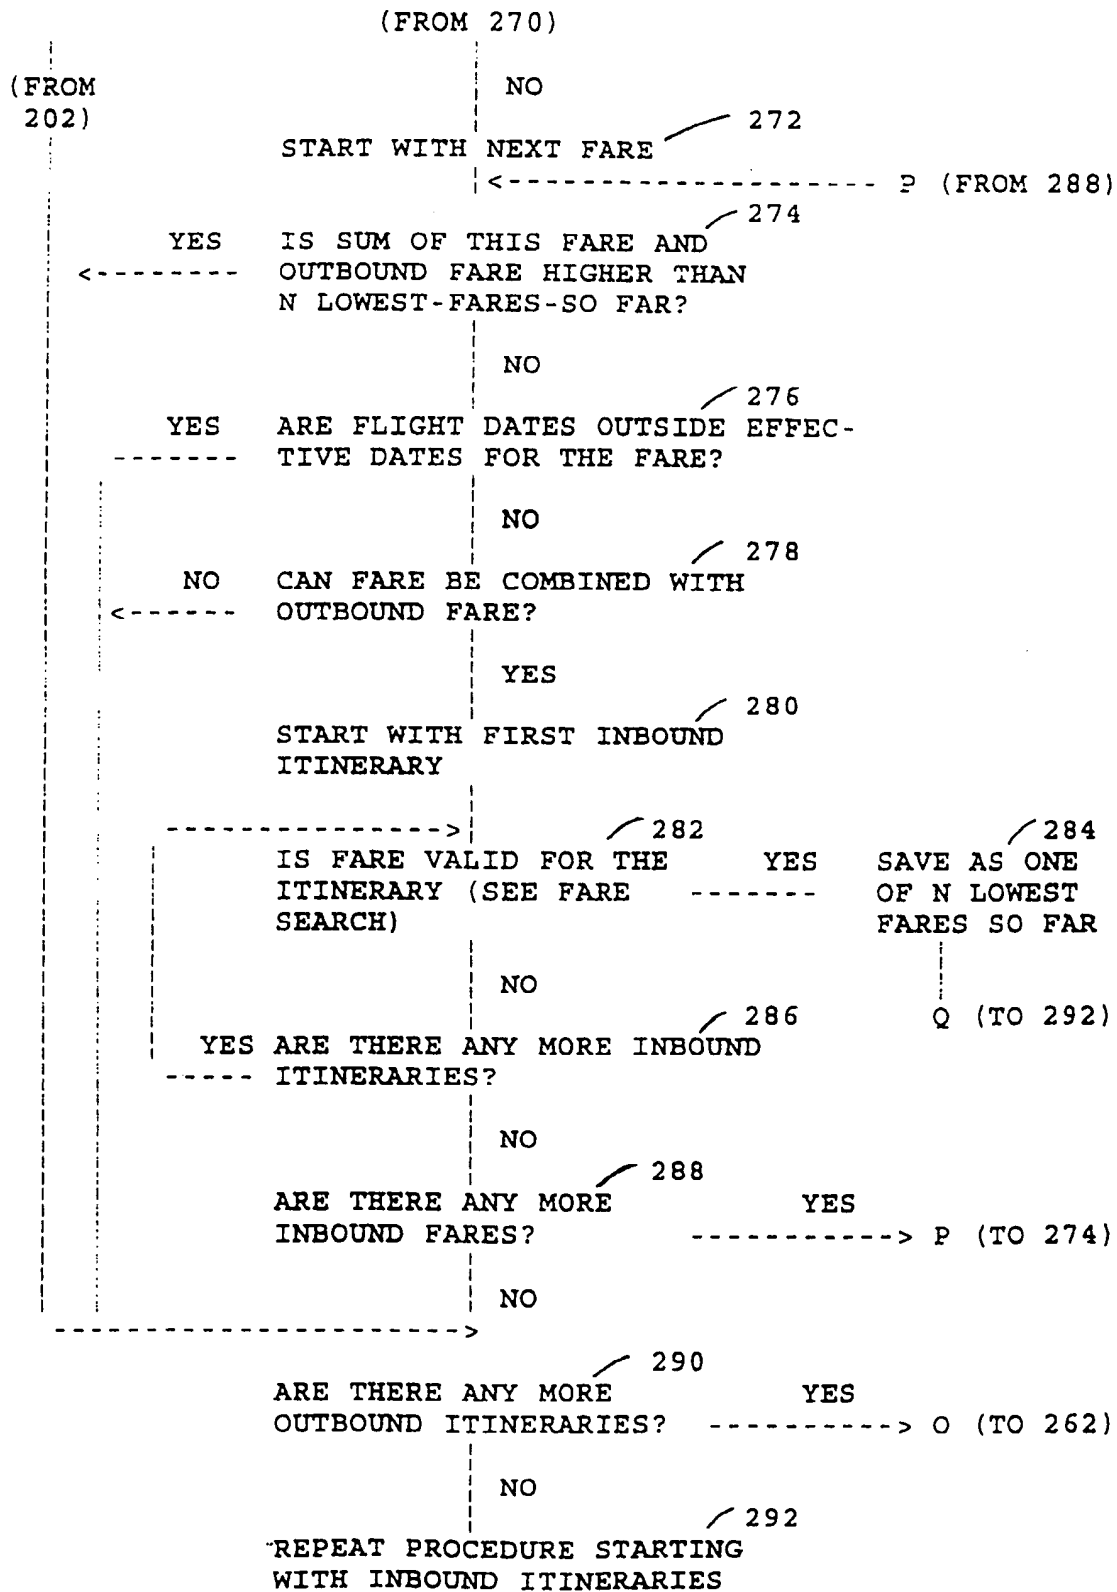 (FROM 270)
(FROM
202)
NO
272
START WITH NEXT FARE
P (FROM 288)
274
YES IS SUM OF THIS FARE AND
OUTBOUND FARE HIGHER THAN
N LOWEST-FARES-SO FAR?
NO
276
YES ARE FLIGHT DATES OUTSIDE EFFEC-
TIVE DATES FOR THE FARE?
NO
278
NO CAN FARE BE COMBINED WITH
OUTBOUND FARE?
YES
280
START WITH FIRST INBOUND
ITINERARY
282
IS FARE VALID FOR THE
ITINERARY (SEE FARE
SEARCH)
YES
284
SAVE AS ONE
OF N LOWEST
FARES SO FAR
NO
Q (TO 292)
286
YES ARE THERE ANY MORE INBOUND
ITINERARIES?
NO
288
ARE THERE ANY MORE
INBOUND FARES?
YES
P (TO 274)
NO
290
ARE THERE ANY MORE
OUTBOUND ITINERARIES?
YES
O (TO 262)
NO
292
REPEAT PROCEDURE STARTING
WITH INBOUND ITINERARIES